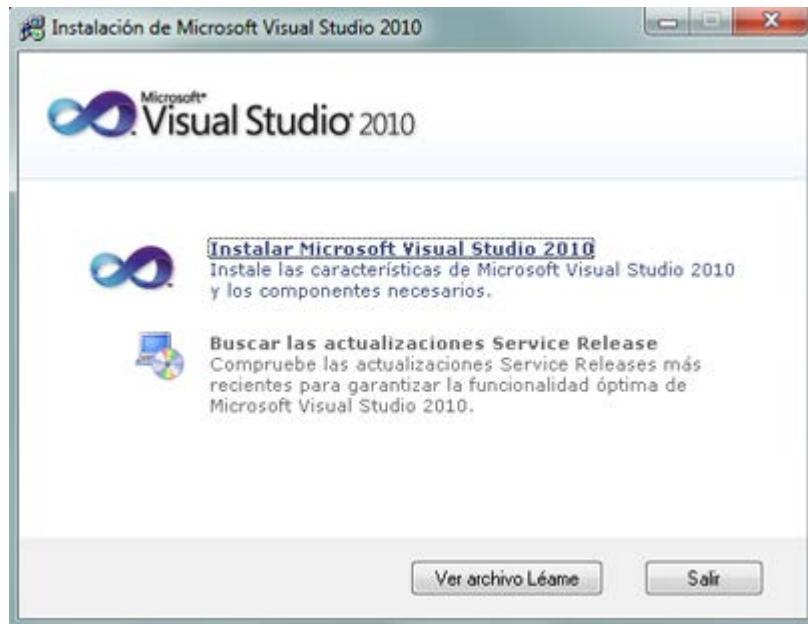 Instalación de Microsoft Visual Studio 2010
Microsoft®
Visual Studio® 2010
Instalar Microsoft Visual Studio 2010
Instale las características de Microsoft Visual Studio 2010
y los componentes necesarios.
Buscar las actualizaciones Service Release
Compruebe las actualizaciones Service Releases más
recientes para garantizar la funcionalidad óptima de
Microsoft Visual Studio 2010.
Ver archivo Léame
Salir